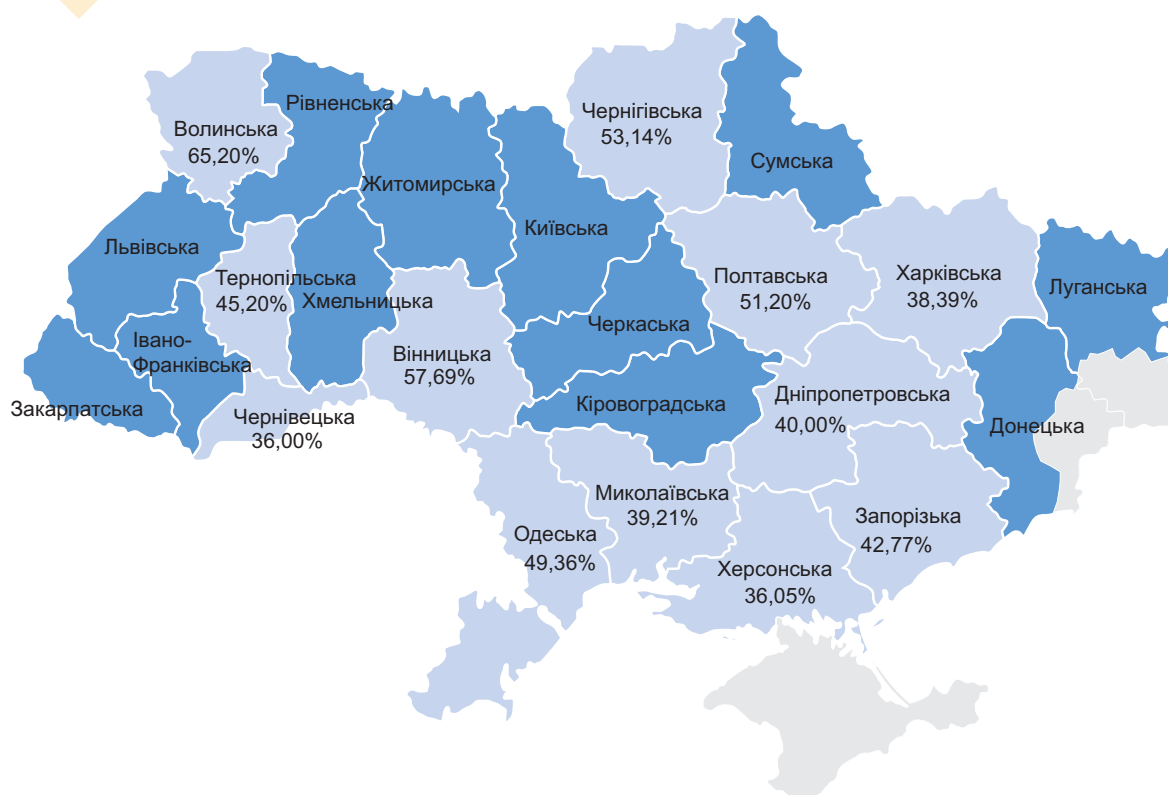 Рівненська
Чернігівська
53,14%
Волинська
65,20%
Сумська
Житомирська
Київська
Львівська
Тернопільська
45,20%
Хмельницька
Полтавська
51,20%
Харківська
38,39%
Луганська
Черкаська
Івано-
Франківська
Вінницька
57,69%
Закарпатська
Чернівецька
36,00%
Кіровоградська
Дніпропетровська
40,00%
Донецька
Миколаївська
39,21%
Запорізька
42,77%
Одеська
49,36%
Херсонська
36,05%